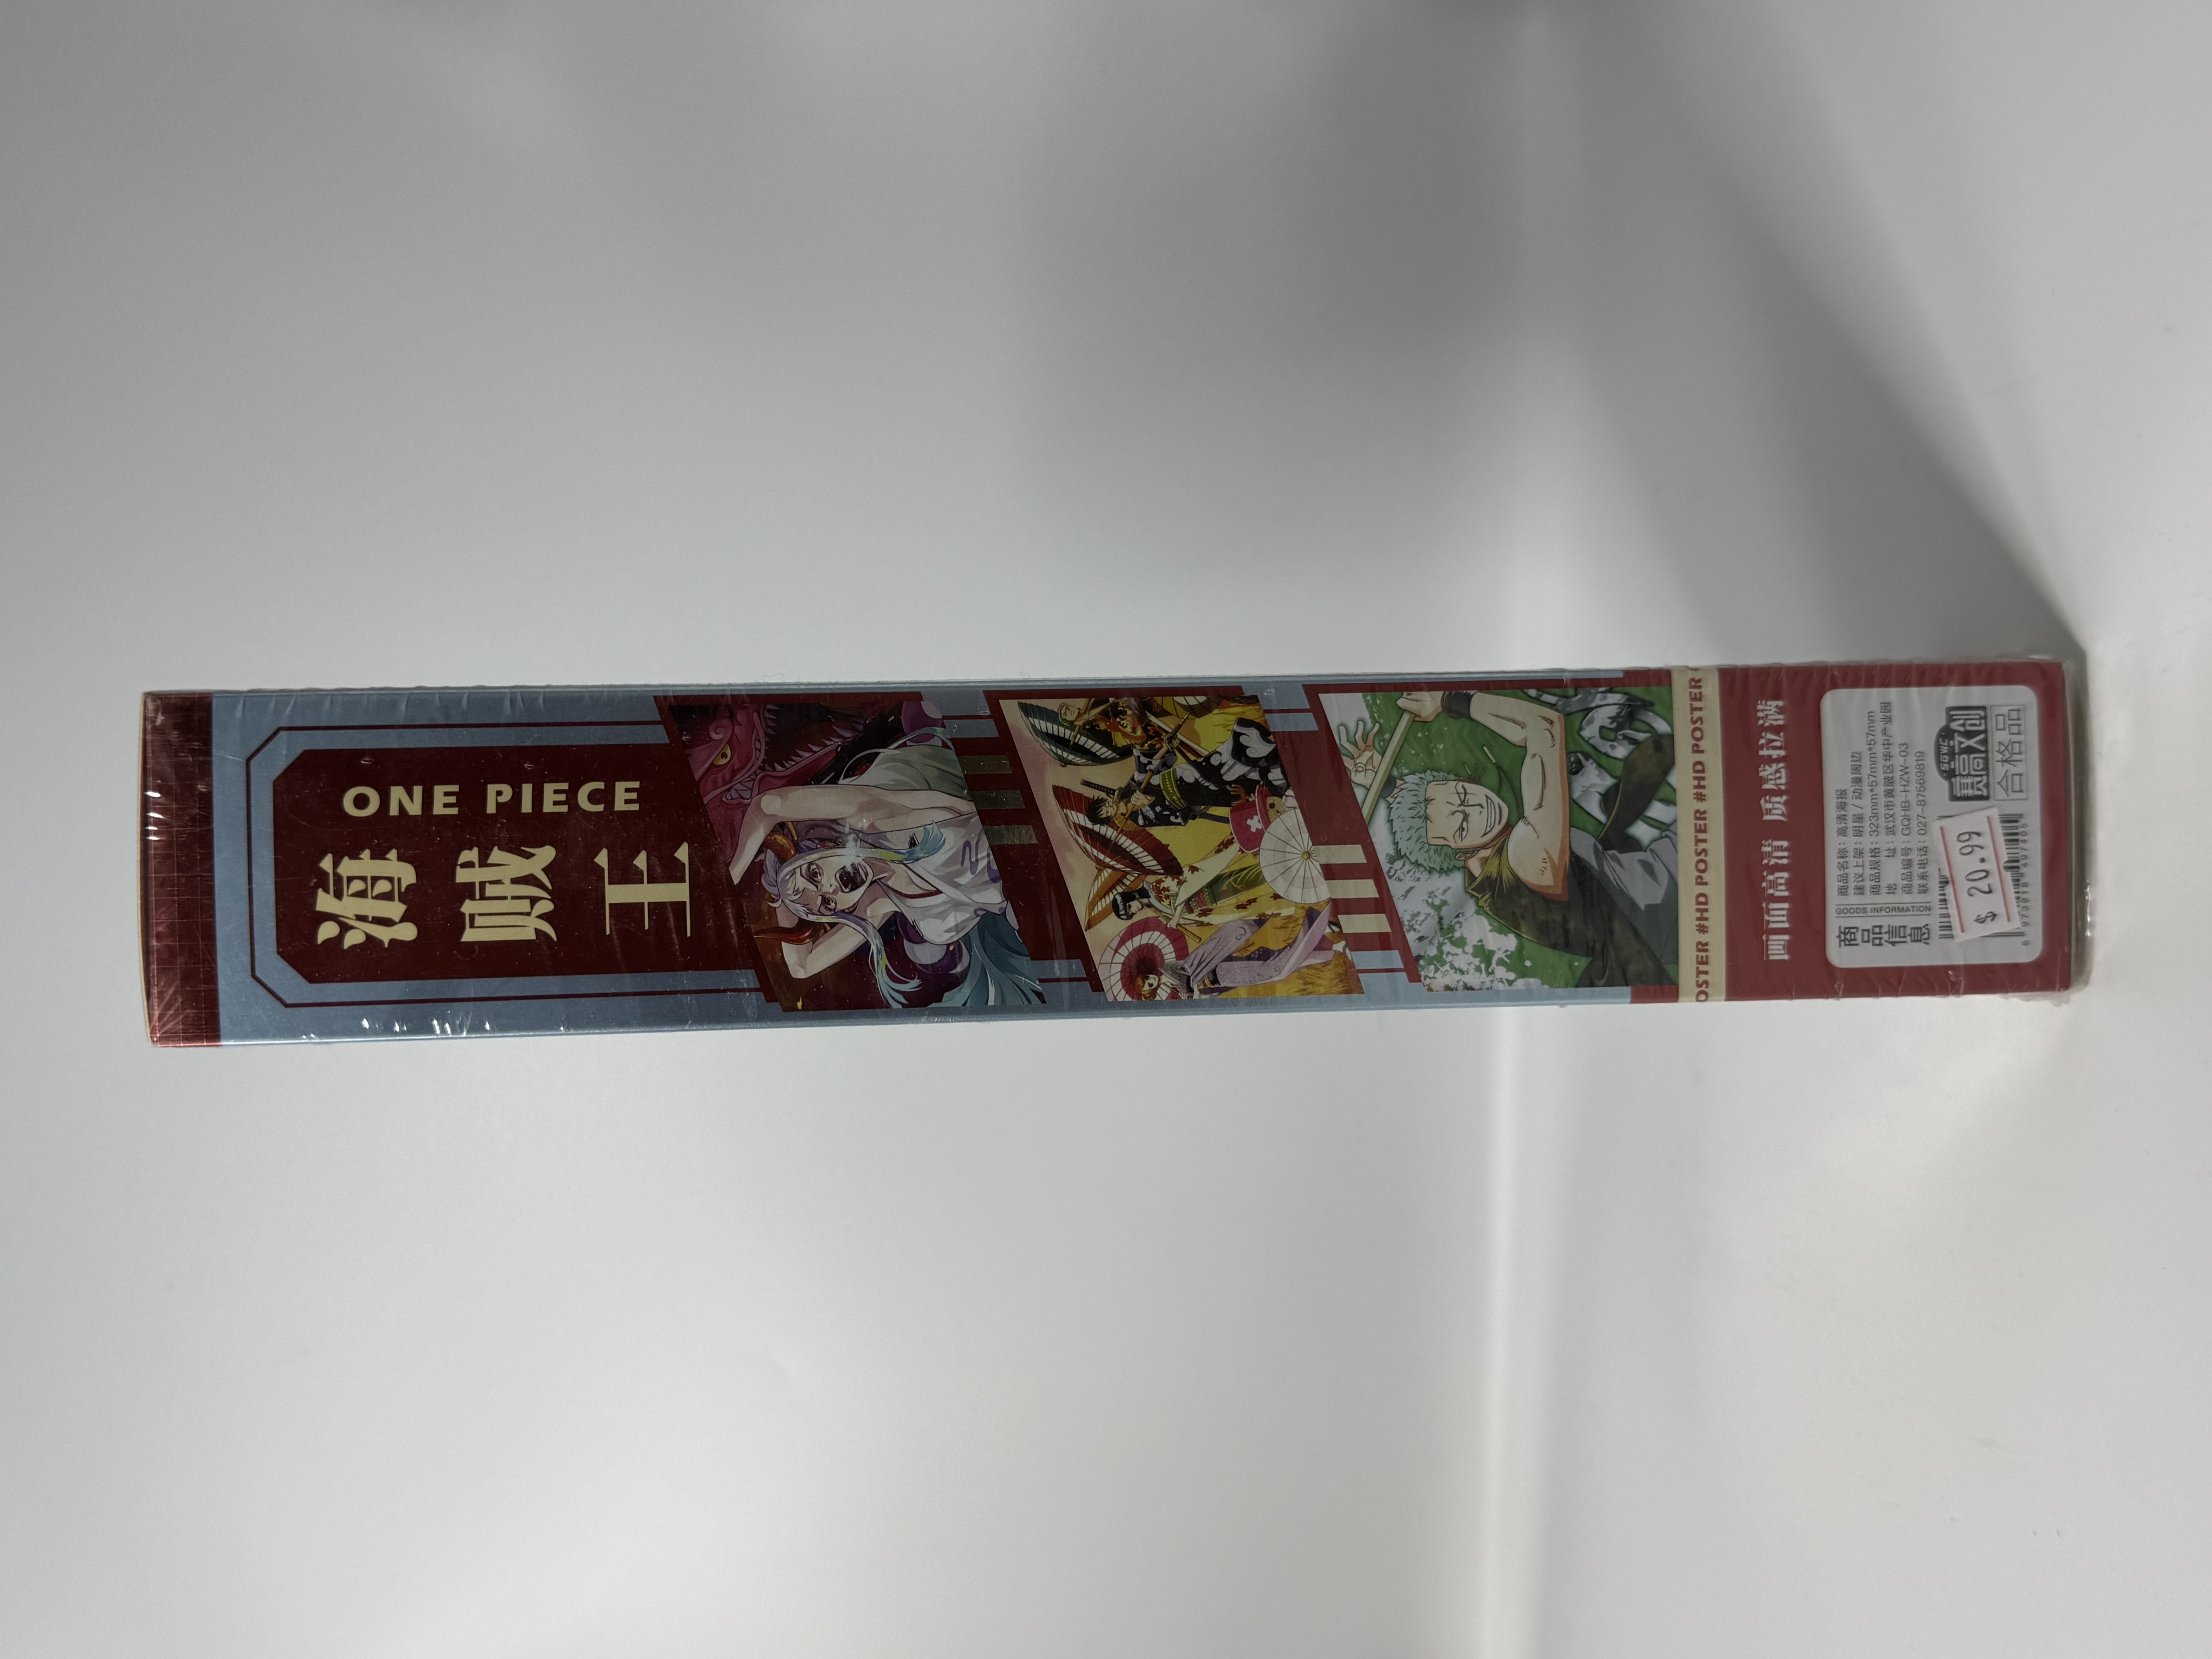 海贼王
ONE PIECE
#HD POSTER #HD POSTER
画面高清 质感拉满
商品信息
GOODS INFORMATION
商品名称：高清海报
建议上架：明星/动漫周边
商品规格：323mm*57mm*57mm
地 址：武汉市黄陂区华中产业园
商品编号：GQHB-HZW-03
联系电话：027-87569819
$ 20.99
合格品